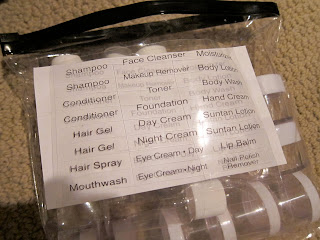 Shampoo
Shampoo
Conditioner
Conditioner
Hair Gel
Hair Gel
Hair Spray
Mouthwash
Face Cleanser
Makeup Remover
Toner
Foundation
Day Cream
Night Cream
Eye Cream • Day
Eye Cream • Night
Body Lotion
Body Wash
Hand Cream
Suntan Lotion
Suntan Lotion
Lip Balm
Nail Polish
Remover